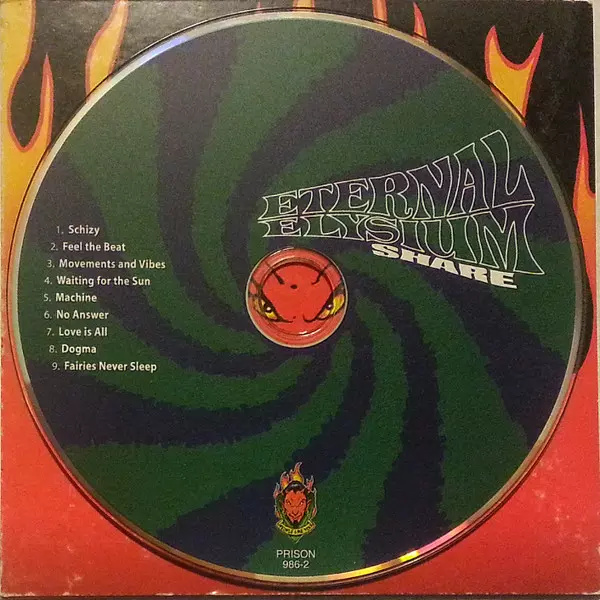 ETERNAL
ELYSIUM
SHARE
1. Schizy
2. Feel the Beat
3. Movements and Vibes
4. Waiting for the Sun
5. Machine
6. No Answer
7. Love is All
8. Dogma
9. Fairies Never Sleep
PRISON
986-2